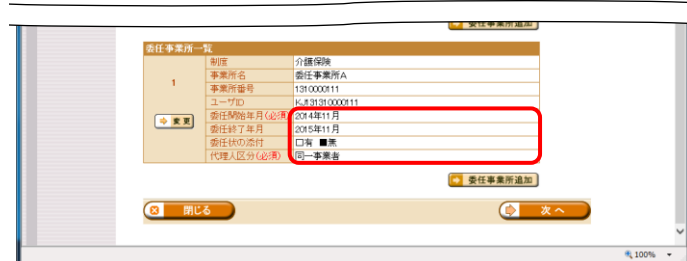 委任事業所追加
委任事業所一覧
1
変更
制度 介護保険
事業所名 委任事業所A
事業所番号 1310000111
ユーザID KJ131310000111
委任開始年月(必須) 2014年11月
委任終了年月 2015年11月
委任状の添付 □有 ■無
代理人区分(必須) 同一事業者
委任事業所追加
閉じる
次へ
100%